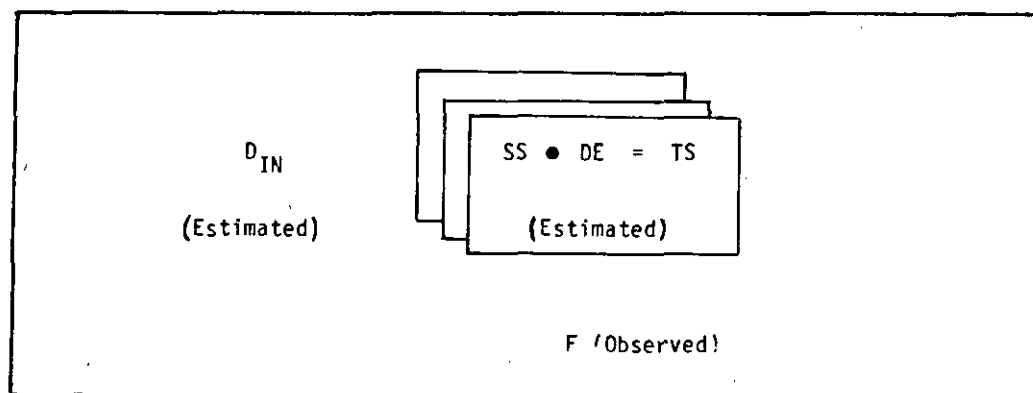 D_IN SS ● DE = TS
(Estimated) (Estimated)
F (Observed)